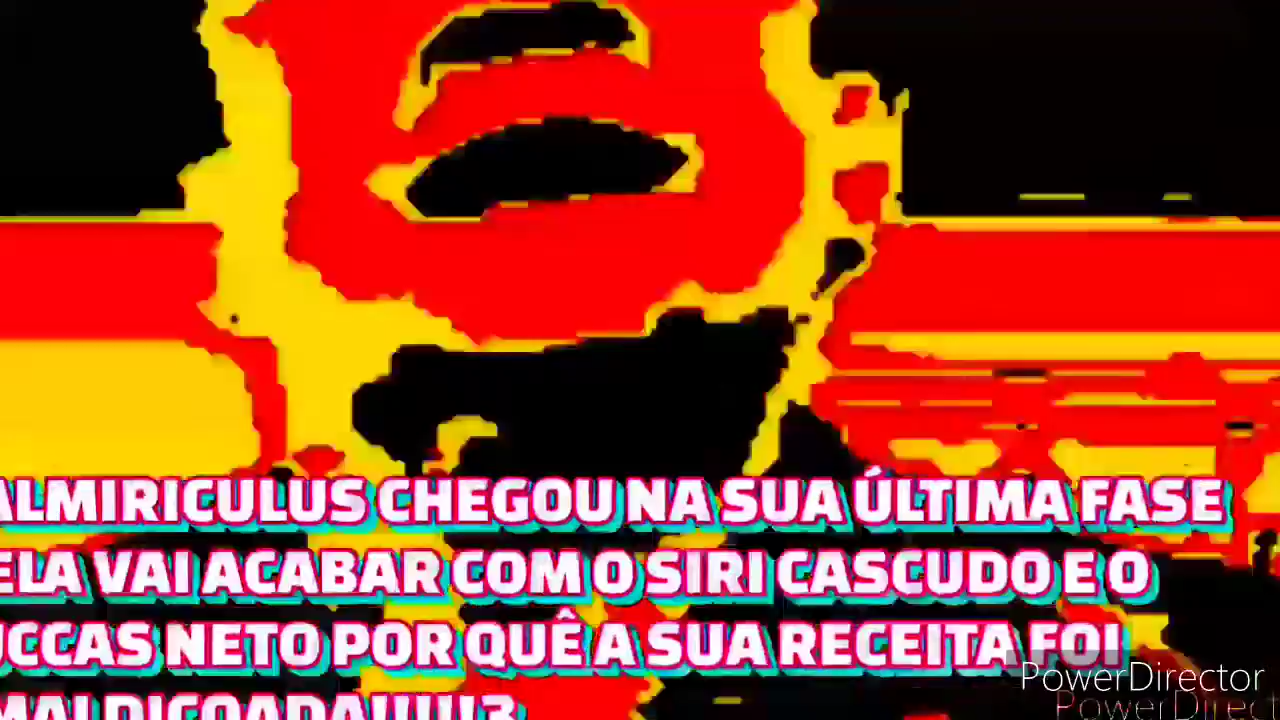 ALMIRICULUS CHEGOU NA SUA ÚLTIMA FASE
ELA VAI ACABAR COM O SIRI CASCUDO E O
UCCAS NETO POR QUÊ A SUA RECEITA FOI
PowerDirector
PowerDirect